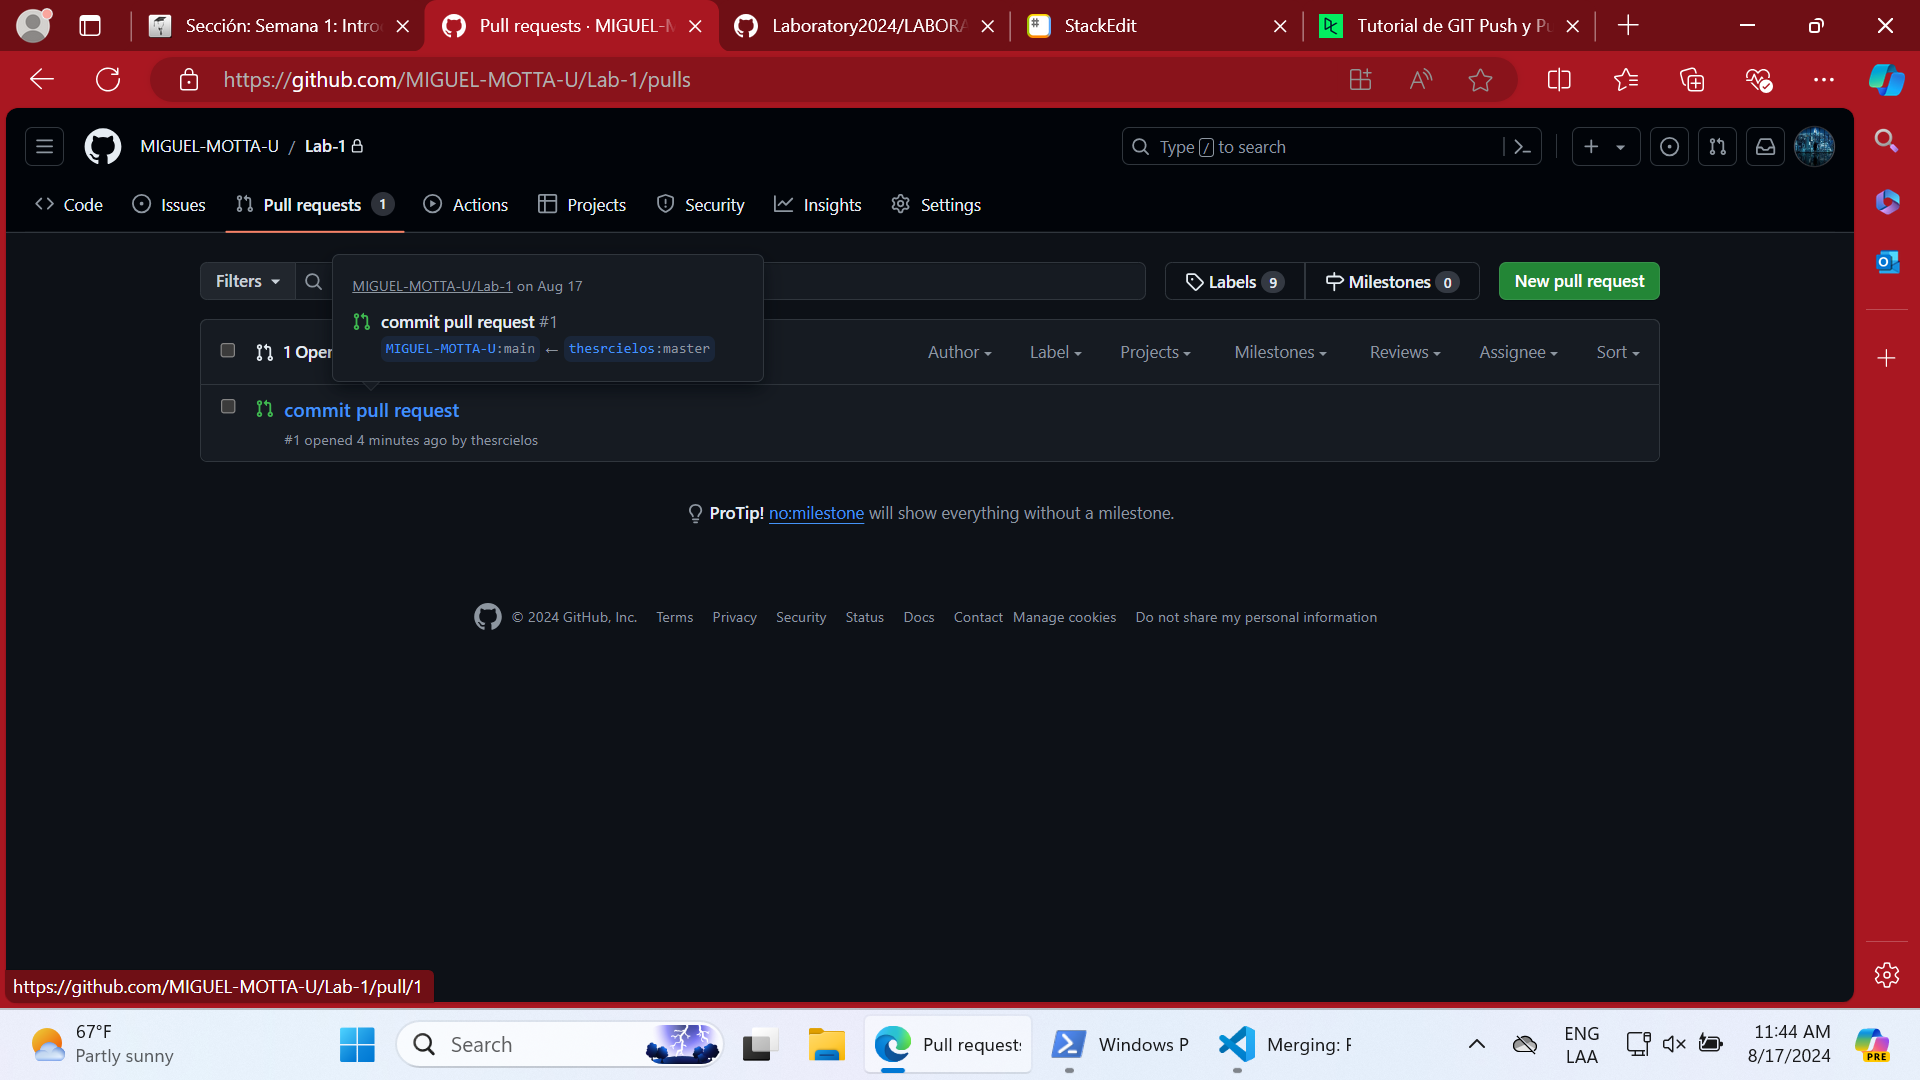 Sección: Semana 1: Intro
Pull requests · MIGUEL-M
Laboratory2024/LABORA
StackEdit
Tutorial de GIT Push y Pu
https://github.com/MIGUEL-MOTTA-U/Lab-1/pulls
MIGUEL-MOTTA-U / Lab-1
Type / to search
Code
Issues
Pull requests 1
Actions
Projects
Security
Insights
Settings
Filters
Labels 9
Milestones 0
New pull request
MIGUEL-MOTTA-U/Lab-1 on Aug 17
commit pull request #1
MIGUEL-MOTTA-U:main ← thesrcielos:master
1 Open
Author
Label
Projects
Milestones
Reviews
Assignee
Sort
commit pull request
#1 opened 4 minutes ago by thesrcielos
ProTip! no:milestone will show everything without a milestone.
© 2024 GitHub, Inc.
Terms
Privacy
Security
Status
Docs
Contact
Manage cookies
Do not share my personal information
https://github.com/MIGUEL-MOTTA-U/Lab-1/pull/1
67°F
Partly sunny
Search
Pull requests
Windows P
Merging: F
ENG
LAA
11:44 AM
8/17/2024
PRE